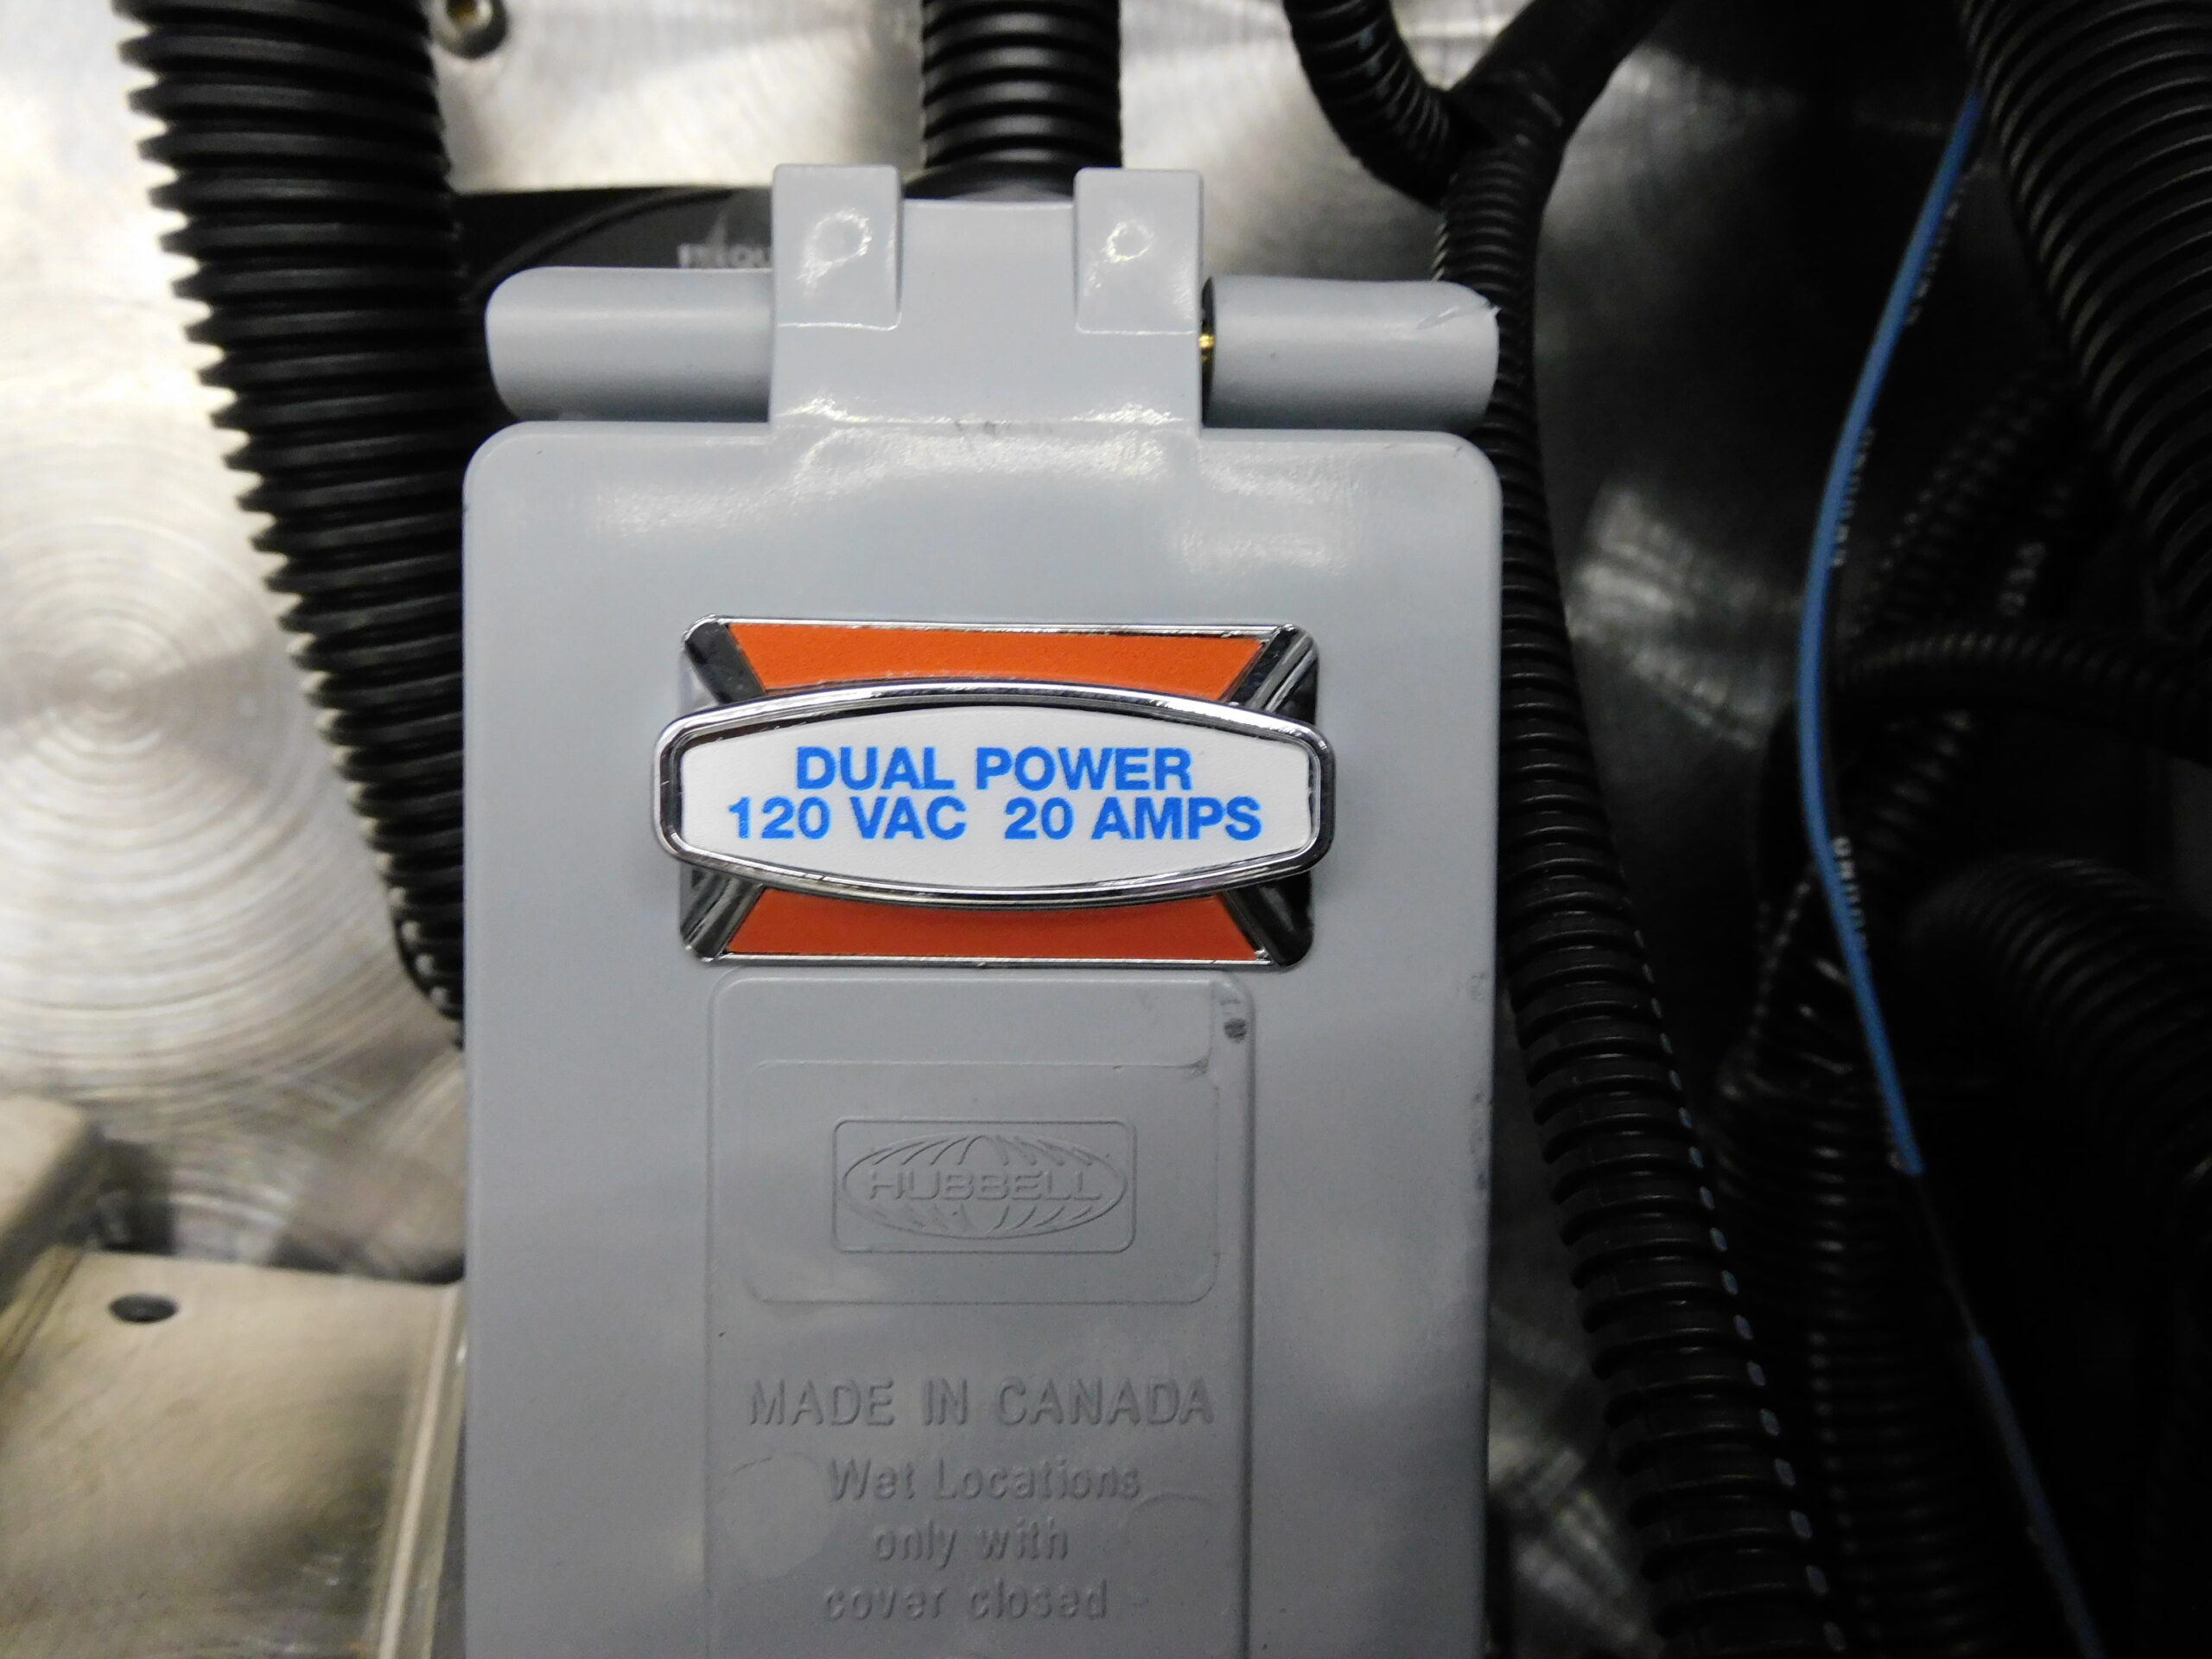 DUAL POWER
120 VAC 20 AMPS
HUBBELL
MADE IN CANADA
Wet Locations
only with
cover closed